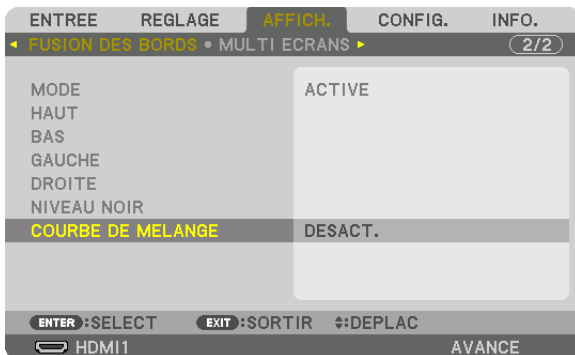 ENTREE REGLAGE AFFICH. CONFIG. INFO.
FUSION DES BORDS • MULTI ECRANS 2/2
MODE ACTIVE
HAUT
BAS
GAUCHE
DROITE
NIVEAU NOIR
COURBE DE MELANGE DESACT.
ENTER :SELECT EXIT :SORTIR :DEPLAC
HDMI1 AVANCE